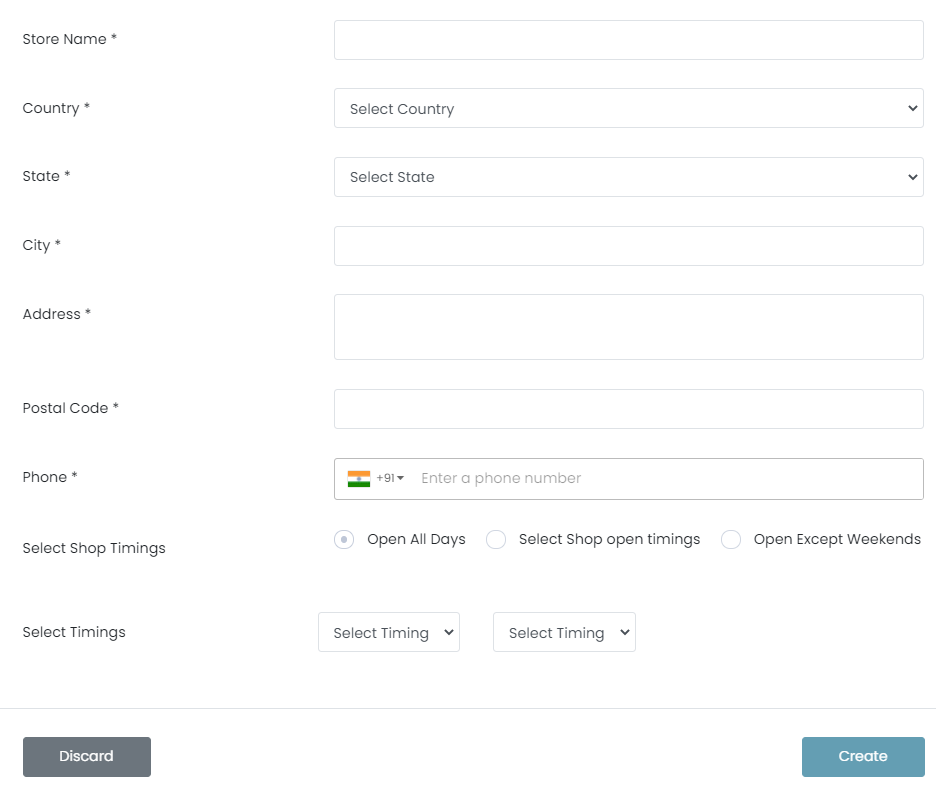 Store Name *
Country *
Select Country
State *
Select State
City *
Address *
Postal Code *
Phone *
+91
Enter a phone number
Select Shop Timings
Open All Days
Select Shop open timings
Open Except Weekends
Select Timings
Select Timing
Select Timing
Discard
Create